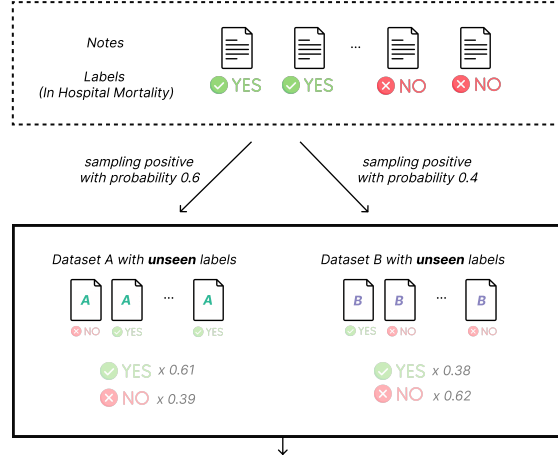 Notes
...
Labels
(In Hospital Mortality)
YES YES NO NO
sampling positive
with probability 0.6
sampling positive
with probability 0.4
Dataset A with unseen labels
A A ... A
NO YES YES
YES x 0.61
NO x 0.39
Dataset B with unseen labels
B B ... B
YES NO NO
YES x 0.38
NO x 0.62